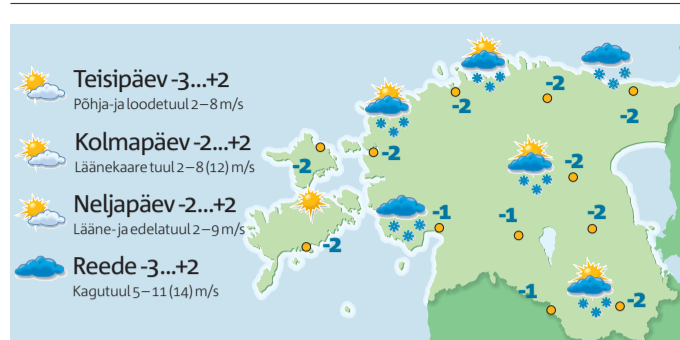 Teisipäev -3...+2
Põhja-ja loodetuul 2–8 m/s
Kolmapäev -2...+2
Läänekaare tuul 2–8 (12) m/s
Neljapäev -2...+2
Lääne- ja edelatuul 2–9 m/s
Reede -3...+2
Kagutuul 5–11 (14) m/s
-2
-2
-2
-2
-2
-2
-1
-1
-2
-2
-1
-2